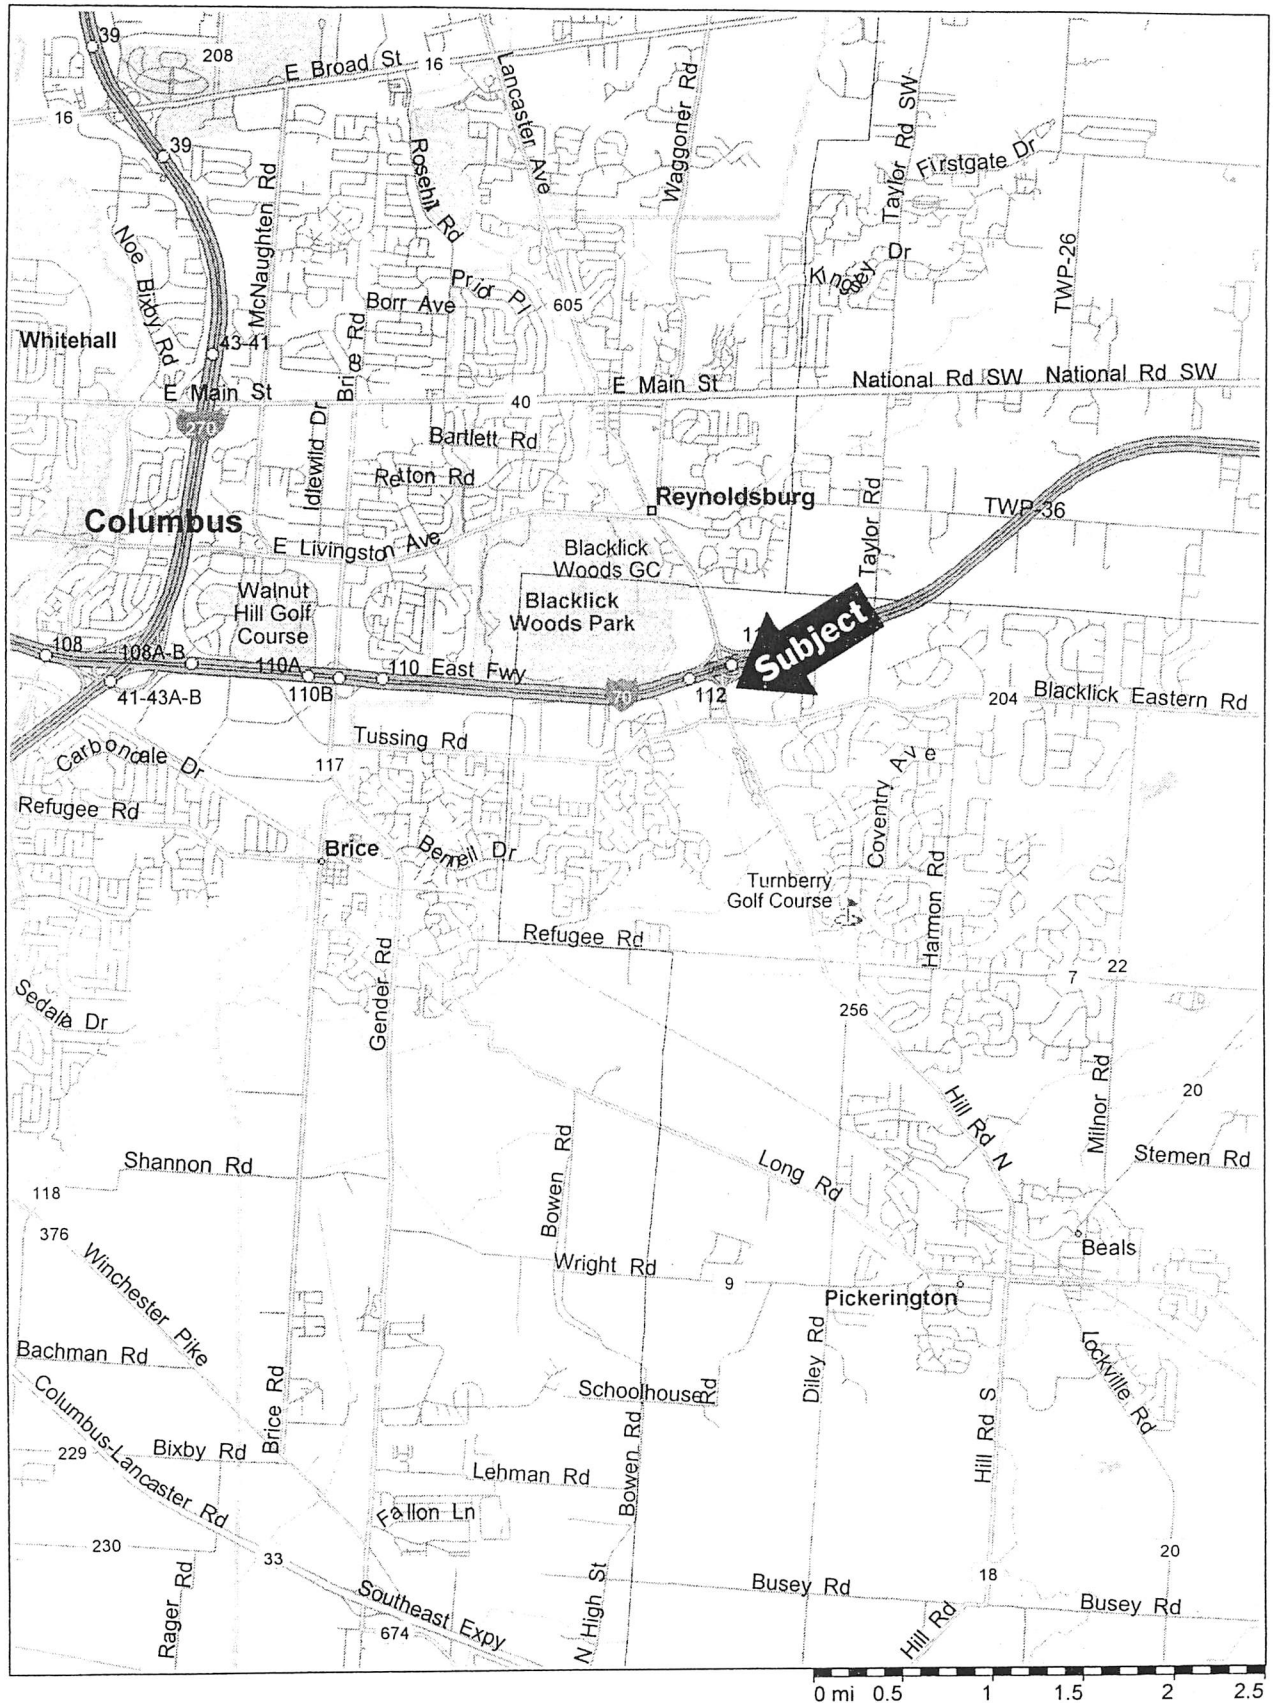 39
208
E Broad St
16
Lancaster Ave
Waggoner Rd
Taylor Rd SW
Firstgate Dr
16
39
McNaughten Rd
Rosehill Rd
Noe Bixby Rd
Kingsley Dr
TWP-26
Prior Pl
Borr Ave
605
Brice Rd
Whitehall
43-41
E Main St
E Main St
National Rd SW
National Rd SW
40
270
Idlewild Dr
Bartlett Rd
Retton Rd
Reynoldsburg
Taylor Rd
TWP-36
Columbus
E Livingston Ave
Blacklick
Woods GC
Walnut
Hill Golf
Course
Blacklick
Woods Park
Subject
108
108A-B
110A
110
East Fwy
41-43A-B
110B
70
112
204
Blacklick Eastern Rd
Carbondale Dr
Tussing Rd
117
Coventry Ave
Refugee Rd
Brice
Turnberry
Golf Course
Harmon Rd
Refugee Rd
Gender Rd
7
22
Sedalia Dr
256
Hill Rd N
Milnor Rd
20
Bowen Rd
Long Rd
Stemen Rd
Shannon Rd
118
376
Winchester Pike
Wright Rd
9
Beals
Pickerington
Diley Rd
Bachman Rd
Brice Rd
Schoolhouse Rd
Lockville Rd
Columbus-Lancaster Rd
Hill Rd S
229
Bixby Rd
Lehman Rd
Bowen Rd
Fallon Ln
230
33
20
Rager Rd
Southeast Expy
674
N High St
Busey Rd
18
Busey Rd
Hill Rd
0 mi 0.5 1 1.5 2 2.5